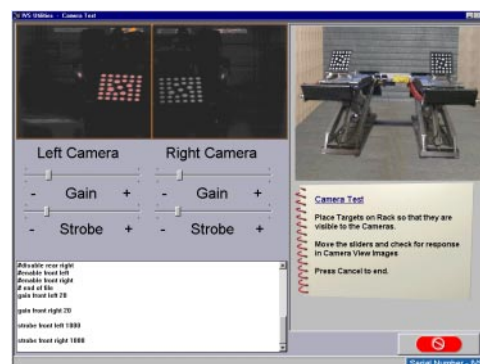 IVS Utilities - Camera Test
Left Camera
Right Camera
- Gain +
- Gain +
- Strobe +
- Strobe +
Camera Test
Place Targets on Rack so that they are
visible to the Cameras.
Move the sliders and check for response
in Camera View Images
Press Cancel to end.
#disable rear right
#enable front left
#enable front right
# end of file
gain front left 20
gain front right 20
strobe front left 1000
strobe front right 1000
Serial Number -